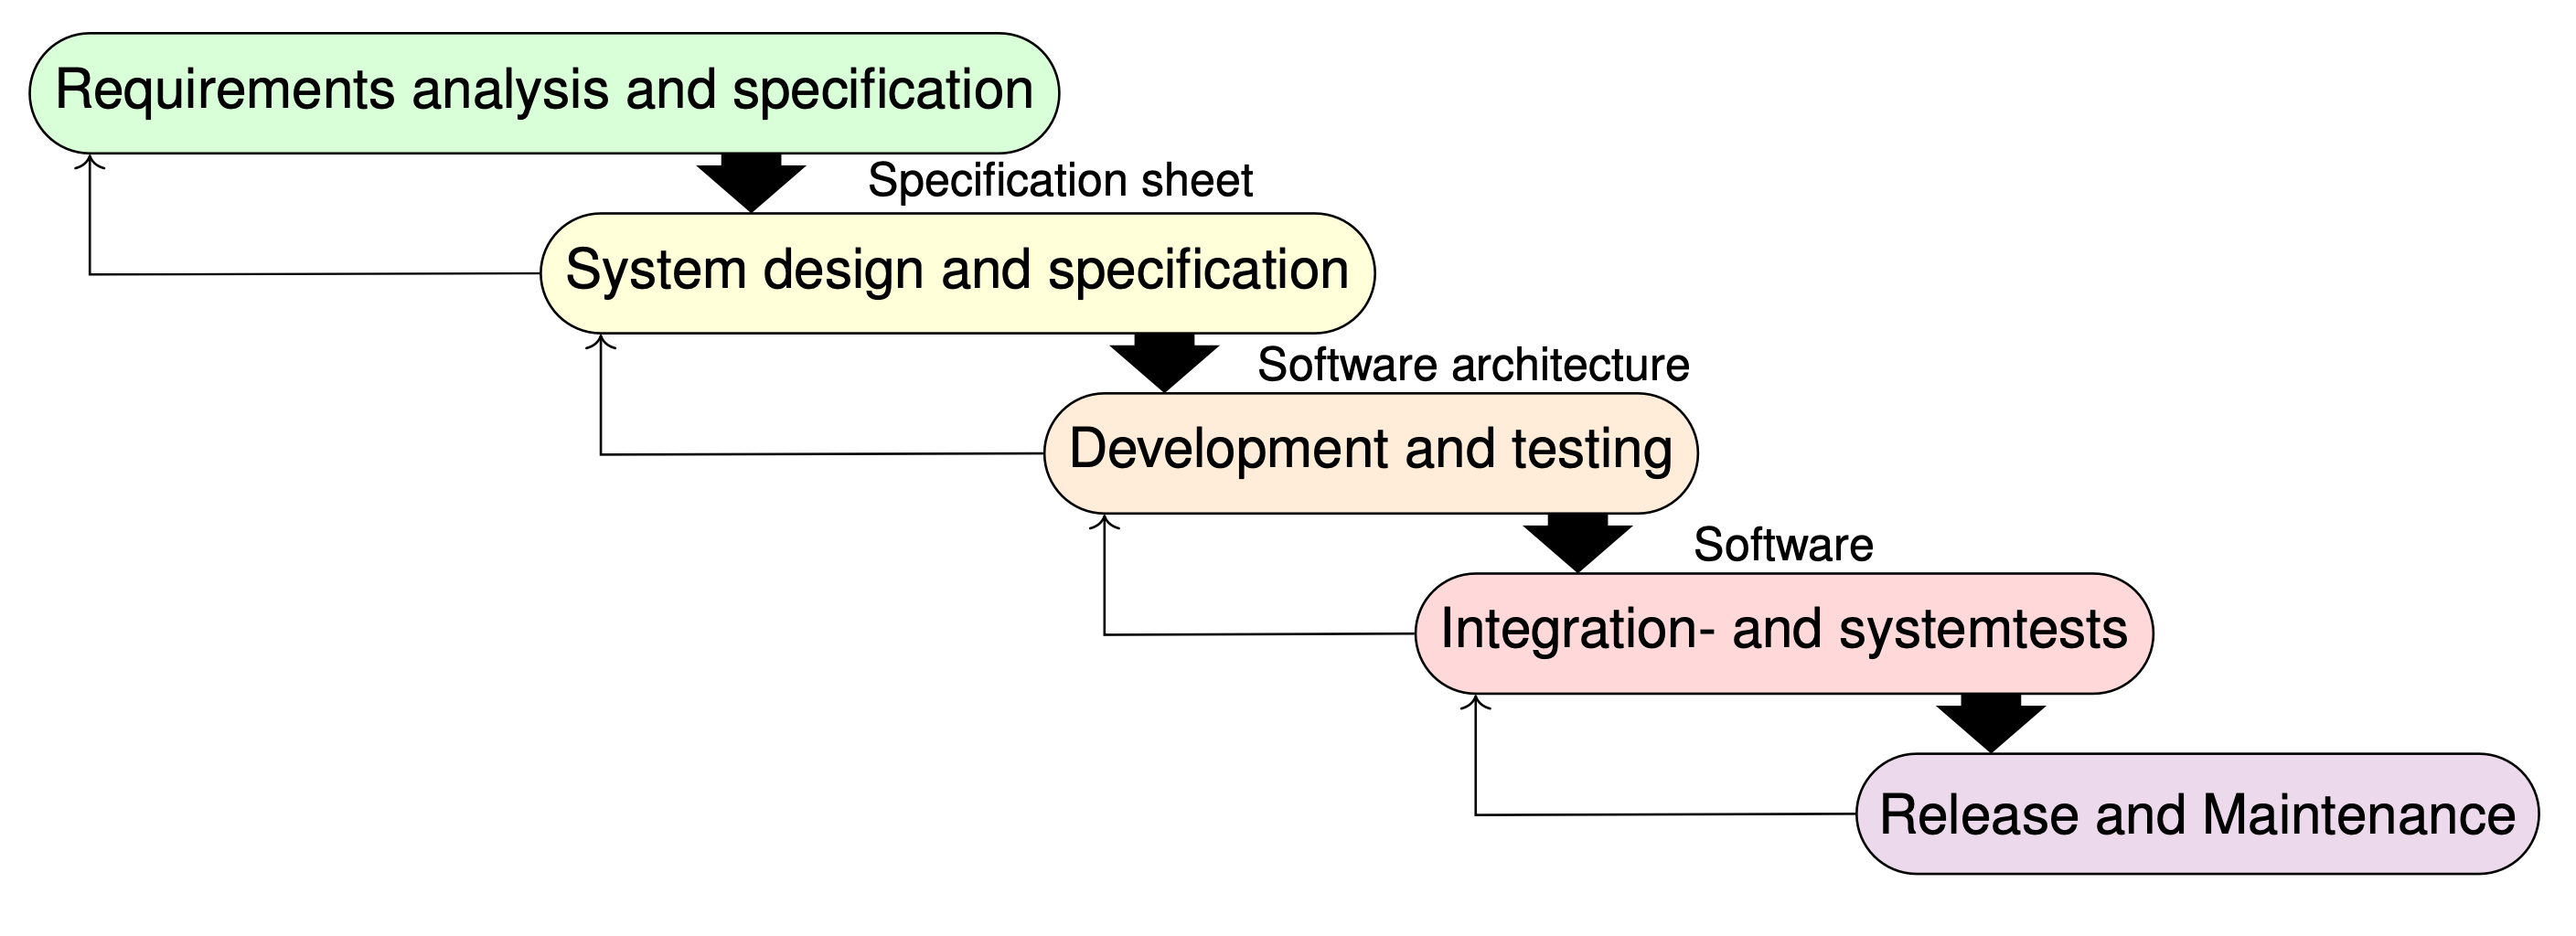 Requirements analysis and specification
Specification sheet
System design and specification
Software architecture
Development and testing
Software
Integration- and systemtests
Release and Maintenance